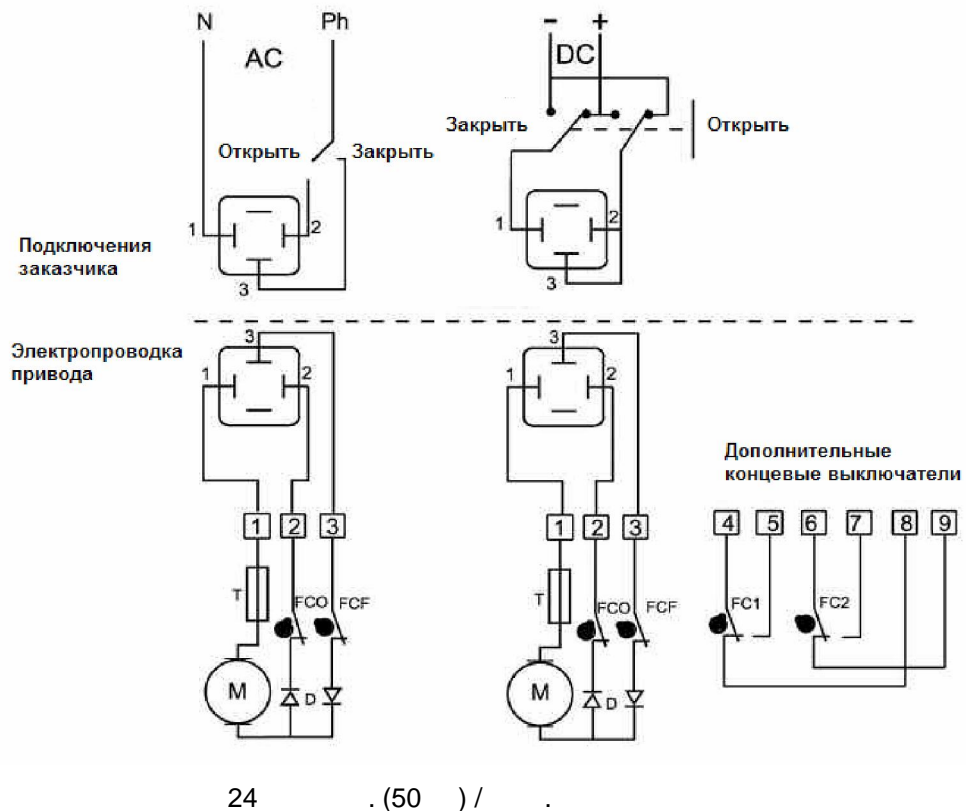 N Ph
AC
Открыть Закрыть
1 2
3
Подключения
заказчика
- +
DC
Закрыть Открыть
1 2
3
Электропроводка
привода
3
1 2
1 2 3
T
FCO FCF
M
D
3
1 2
1 2 3
T
FCO FCF
M
D
Дополнительные
концевые выключатели
4 5 6 7 8 9
FC1 FC2
24 . (50 ) / .